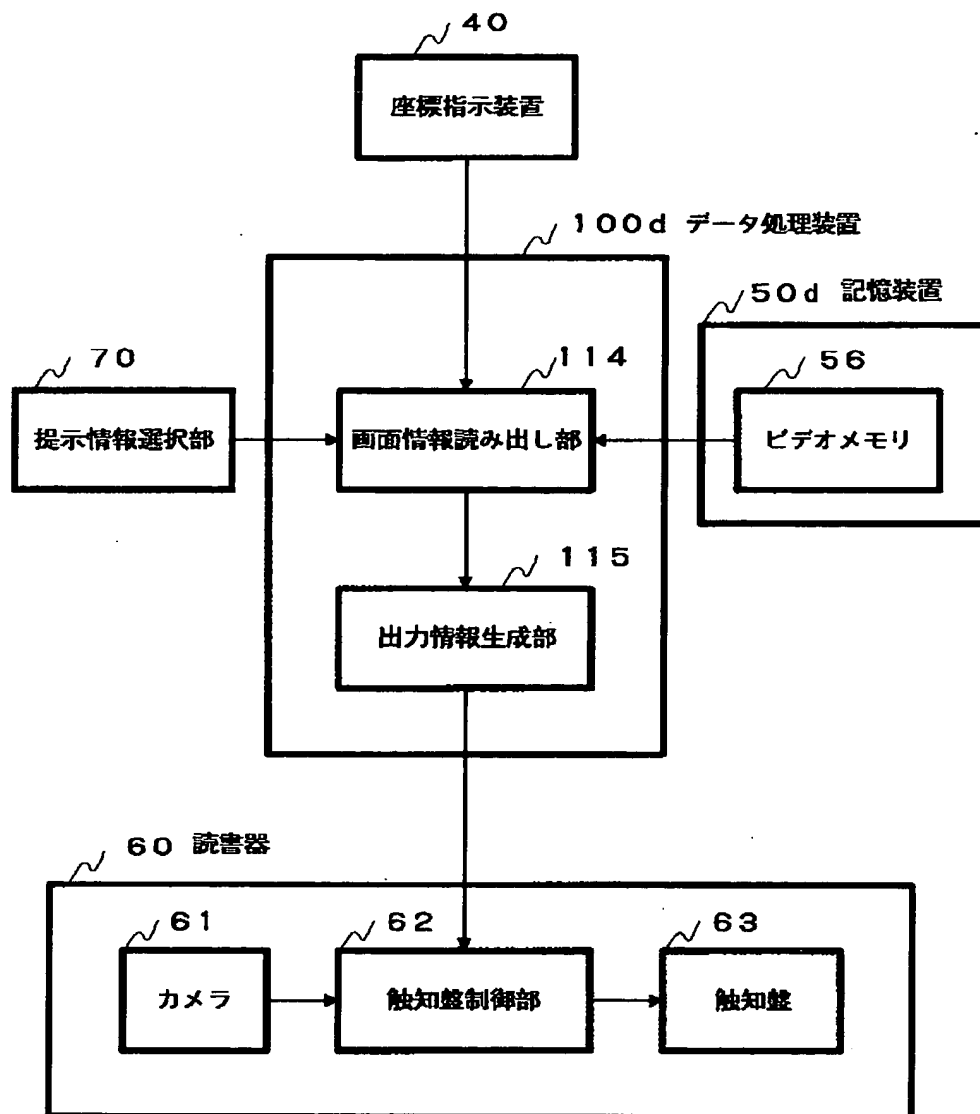 40
座標指示装置
100d データ処理装置
50d 記憶装置
70
114
56
提示情報選択部
画面情報読み出し部
ビデオメモリ
115
出力情報生成部
60 読書器
61
62
63
カメラ
触知盤制御部
触知盤